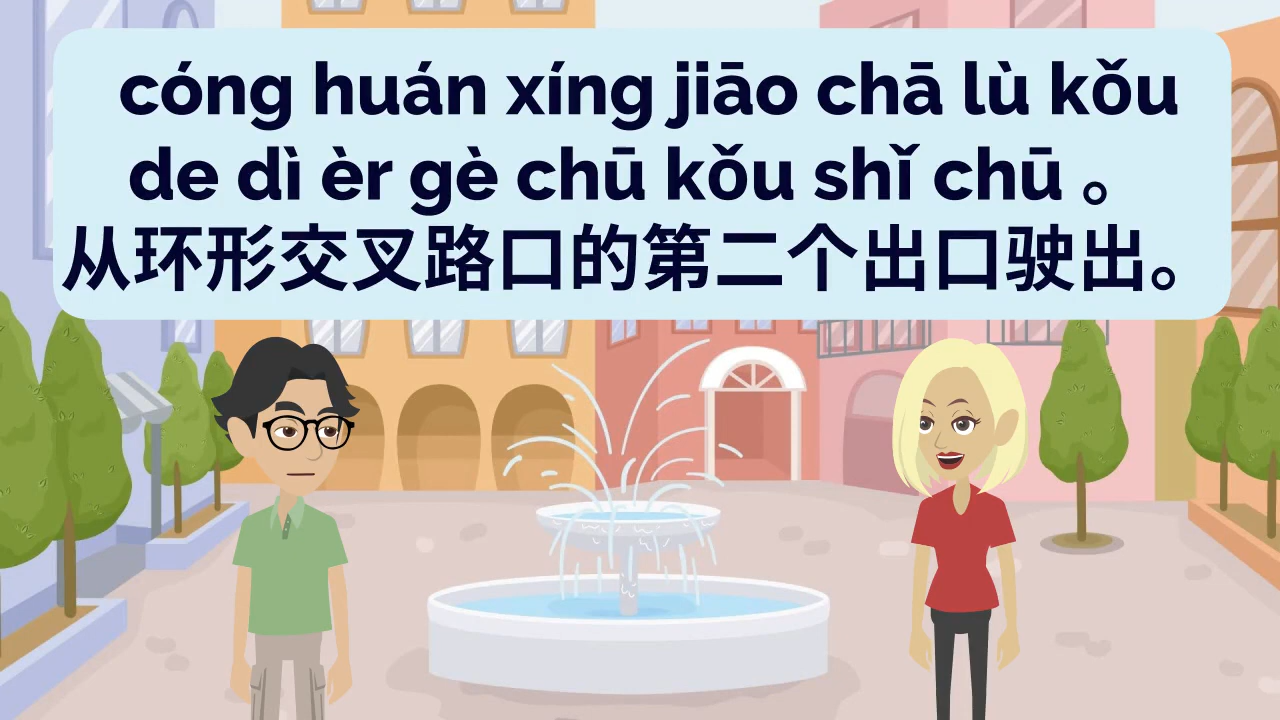 cóng huán xíng jiāo chā lù kǒu
de dì èr gè chū kǒu shǐ chū 。
从环形交叉路口的第二个出口驶出。